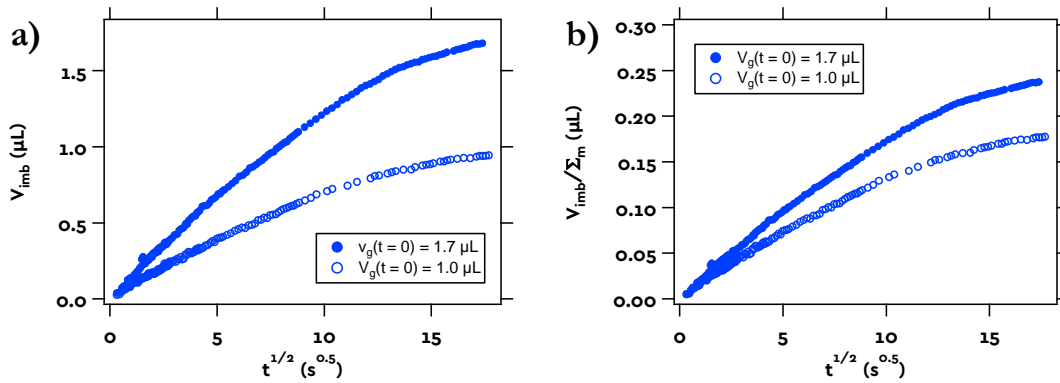 a)
1.5
1.0
0.5
0.0
V_imb (µL)
v_g(t = 0) = 1.7 µL
V_g(t = 0) = 1.0 µL
0 5 10 15
t^1/2 (s^0.5)
b)
0.30
0.25
0.20
0.15
0.10
0.05
0.00
V_imb/Σ_m (µL)
V_g(t = 0) = 1.7 µL
V_g(t = 0) = 1.0 µL
0 5 10 15
t^1/2 (s^0.5)